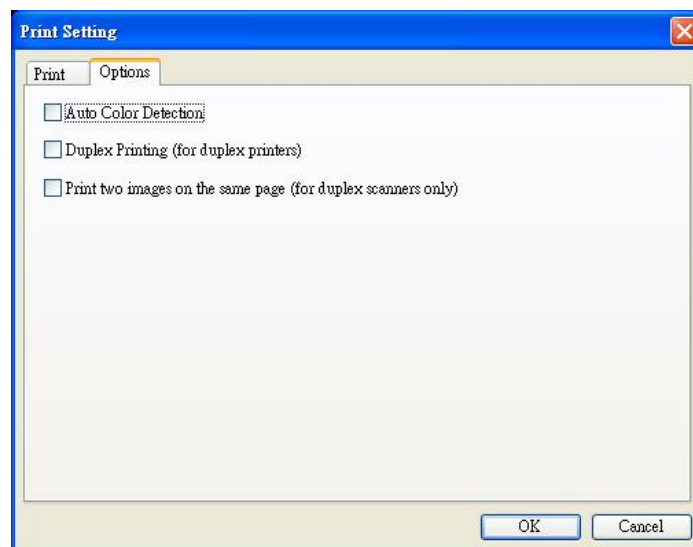 Print Setting
Print Options
Auto Color Detection
Duplex Printing (for duplex printers)
Print two images on the same page (for duplex scanners only)
OK Cancel